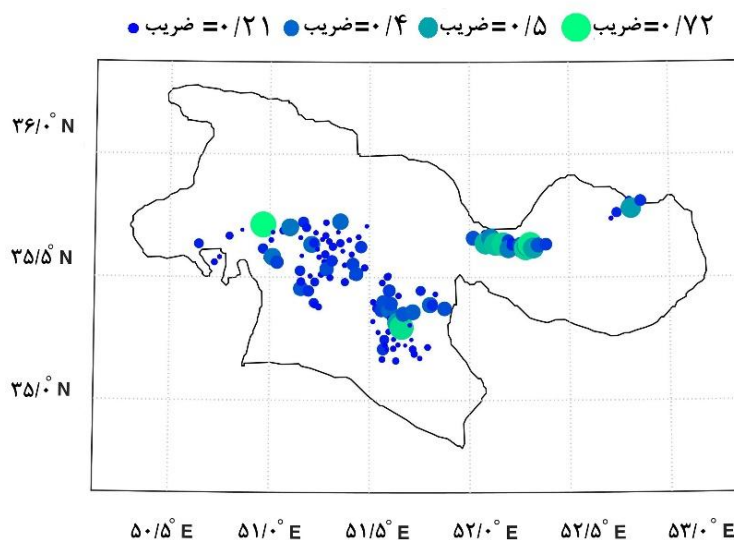 ضریب =۰/۲۱ ضریب=۰/۴ ضریب=۰/۵ ضریب=۰/۷۲
۳۶/۰° N
۳۵/۵° N
۳۵/۰° N
۵۰/۵° E ۵۱/۰° E ۵۱/۵° E ۵۲/۰° E ۵۲/۵° E ۵۳/۰° E